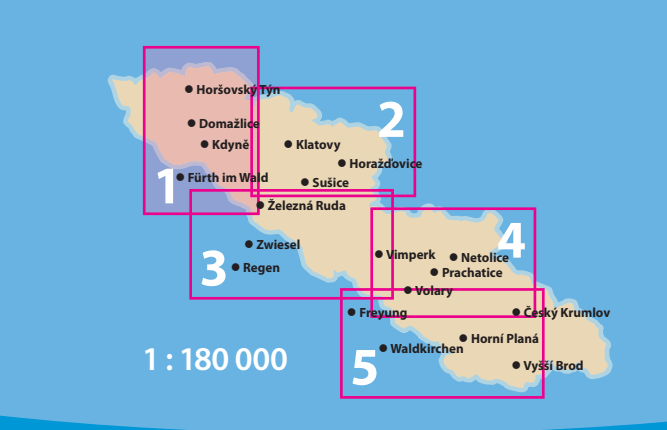 Horšovský Týn
Domažlice
Kdyně
2
Klatovy
Horažďovice
1
Fürth im Wald
Sušice
Železná Ruda
4
Zwiesel
Vimperk
Netolice
3
Regen
Prachatice
Volary
Freyung
Český Krumlov
Horní Planá
Waldkirchen
1 : 180 000
5
Vyšší Brod